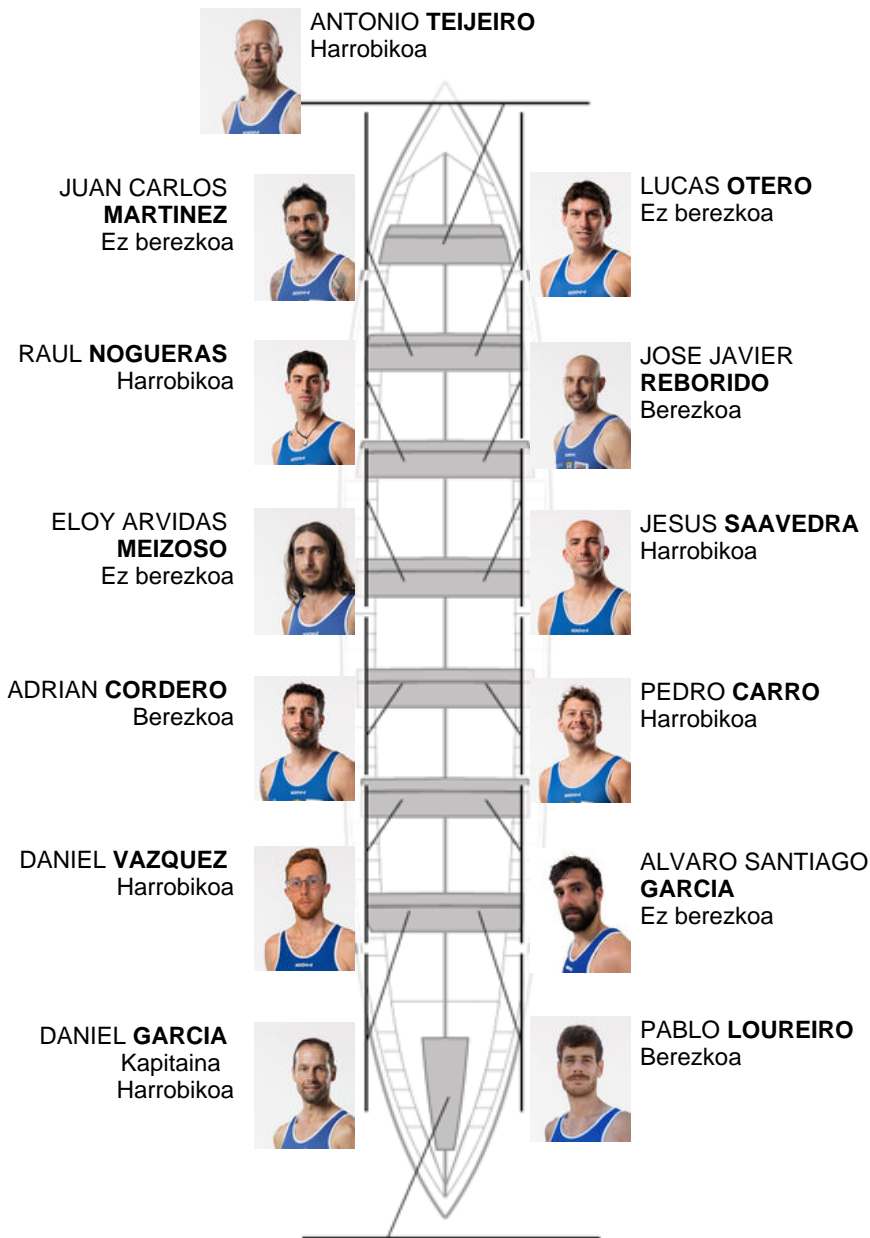 ANTONIO TEIJEIRO
Harrobikoa
JUAN CARLOS
MARTINEZ
Ez berezkoa
LUCAS OTERO
Ez berezkoa
RAUL NOGUERAS
Harrobikoa
JOSE JAVIER
REBORIDO
Berezkoa
ELOY ARVIDAS
MEIZOSO
Ez berezkoa
JESUS SAAVEDRA
Harrobikoa
ADRIAN CORDERO
Berezkoa
PEDRO CARRO
Harrobikoa
DANIEL VAZQUEZ
Harrobikoa
ALVARO SANTIAGO
GARCIA
Ez berezkoa
DANIEL GARCIA
Kapitaina
Harrobikoa
PABLO LOUREIRO
Berezkoa